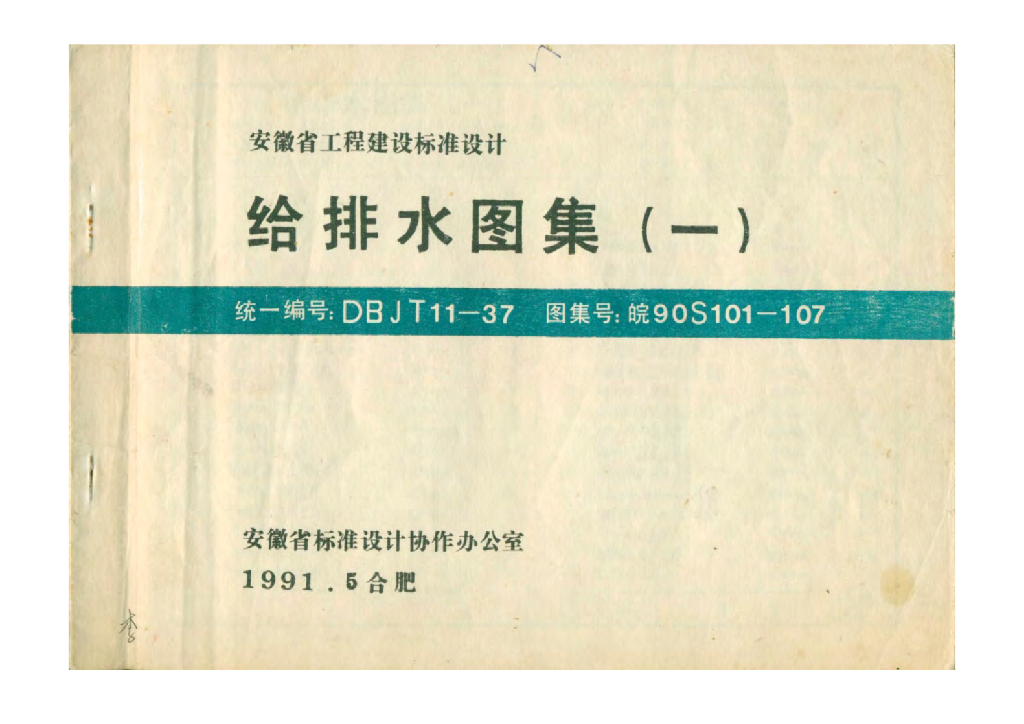 安徽省工程建设标准设计
给排水图集(一)
统一编号:DBJT11—37 图集号:皖90S101—107
安徽省标准设计协作办公室
1991.5合肥
李